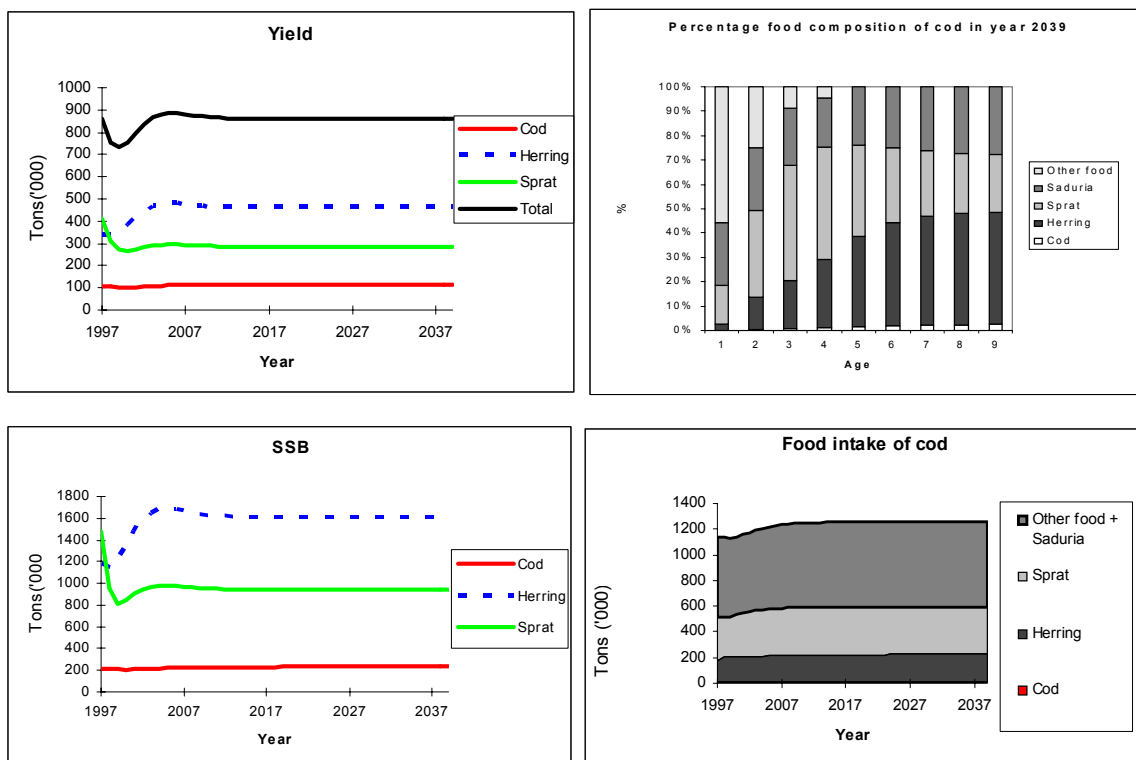 Yield
Tons('000)
1000
900
800
700
600
500
400
300
200
100
0
1997
2007
2017
2027
2037
Year
Cod
Herring
Sprat
Total
Percentage food composition of cod in year 2039
%
100%
90%
80%
70%
60%
50%
40%
30%
20%
10%
0%
1
2
3
4
5
6
7
8
9
Age
Other food
Saduria
Sprat
Herring
Cod
SSB
Tons('000
1800
1600
1400
1200
1000
800
600
400
200
0
1997
2007
2017
2027
2037
Year
Cod
Herring
Sprat
Food intake of cod
Tons ('000)
1400
1200
1000
800
600
400
200
0
1997
2007
2017
2027
2037
Year
Other food +
Saduria
Sprat
Herring
Cod